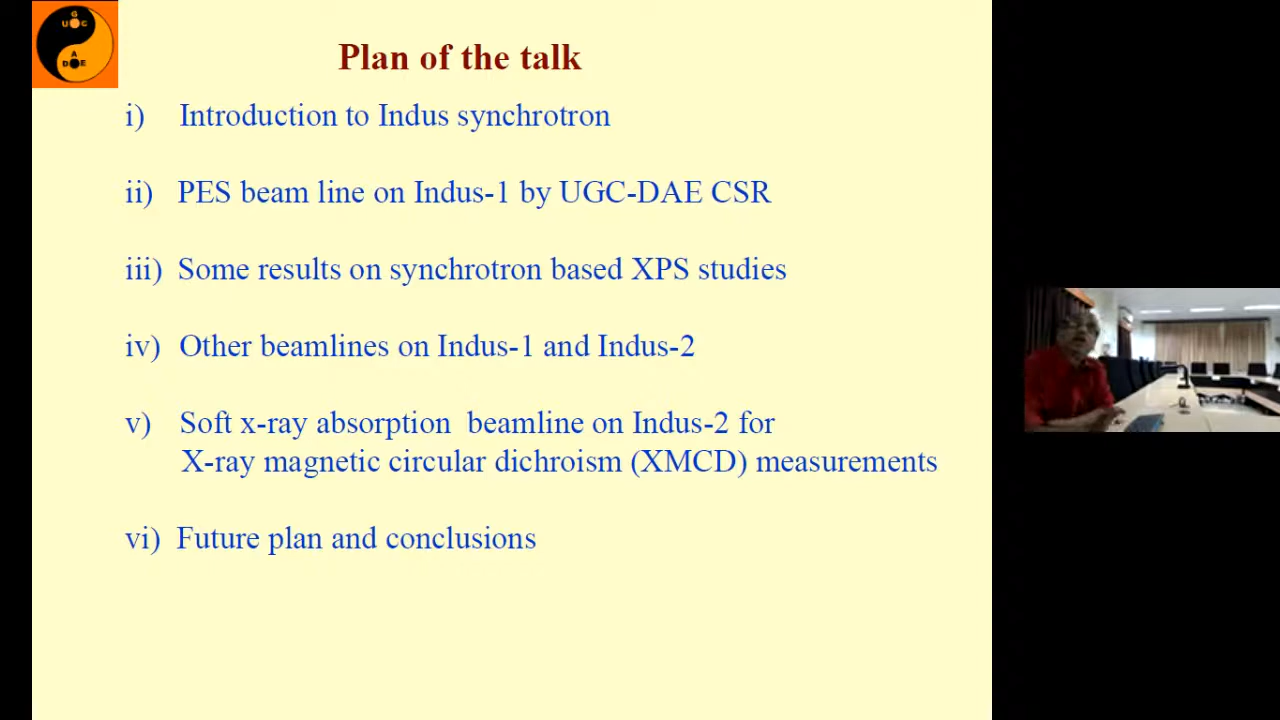 G
U G C
A
D A E
Plan of the talk
i) Introduction to Indus synchrotron
ii) PES beam line on Indus-1 by UGC-DAE CSR
iii) Some results on synchrotron based XPS studies
iv) Other beamlines on Indus-1 and Indus-2
v) Soft x-ray absorption beamline on Indus-2 for
X-ray magnetic circular dichroism (XMCD) measurements
vi) Future plan and conclusions